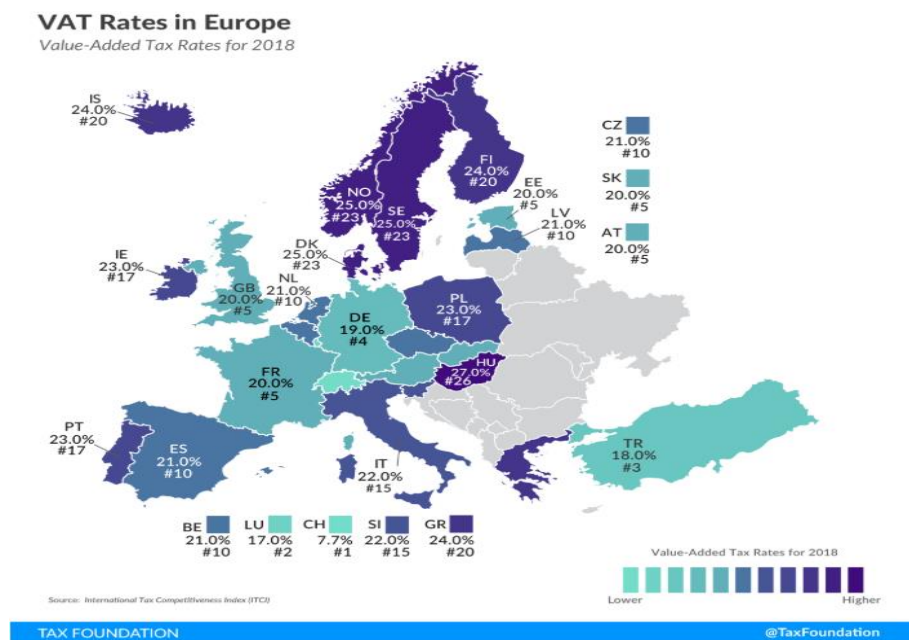 VAT Rates in Europe
Value-Added Tax Rates for 2018
IS
24.0%
#20
FI
24.0%
#20
NO
25.0%
#23
SE
25.0%
#23
EE
20.0%
#5
LV
21.0%
#10
CZ
21.0%
#10
SK
20.0%
#5
AT
20.0%
#5
DK
25.0%
#23
IE
23.0%
#17
GB
20.0%
#5
NL
21.0%
#10
DE
19.0%
#4
PL
23.0%
#17
FR
20.0%
#5
HU
27.0%
#26
PT
23.0%
#17
ES
21.0%
#10
IT
22.0%
#15
TR
18.0%
#3
BE
21.0%
#10
LU
17.0%
#2
CH
7.7%
#1
SI
22.0%
#15
GR
24.0%
#20
Value-Added Tax Rates for 2018
Lower
Higher
Source: International Tax Competitiveness Index (ITCI)
TAX FOUNDATION
@TaxFoundation